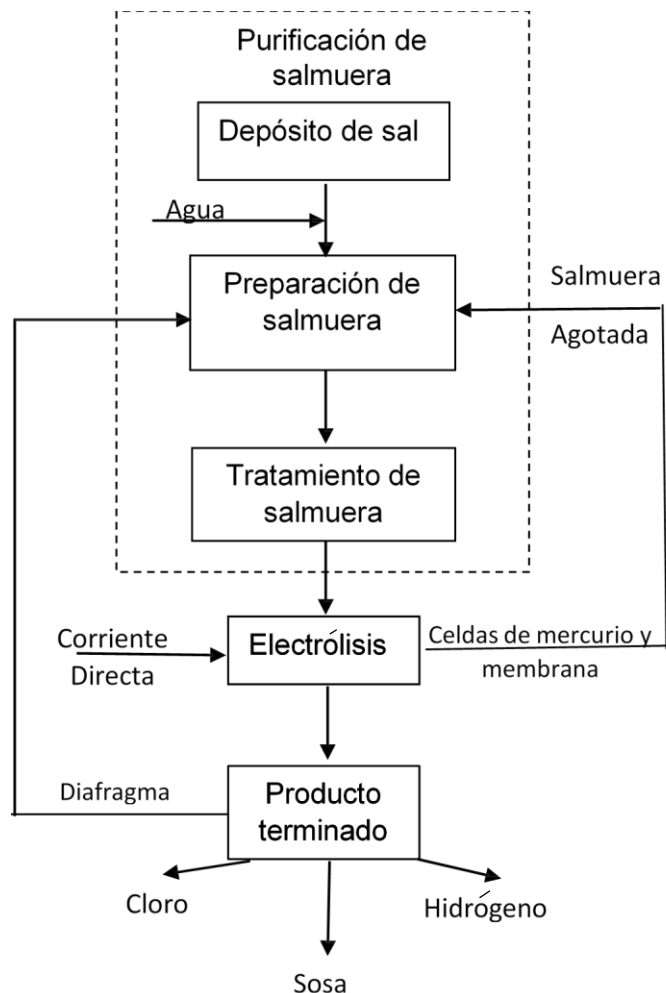 Purificación de
salmuera
Depósito de sal
Agua
Preparación de
salmuera
Salmuera
Agotada
Tratamiento de
salmuera
Corriente
Directa
Electrólisis
Celdas de mercurio y
membrana
Diafragma
Producto
terminado
Cloro
Hidrógeno
Sosa